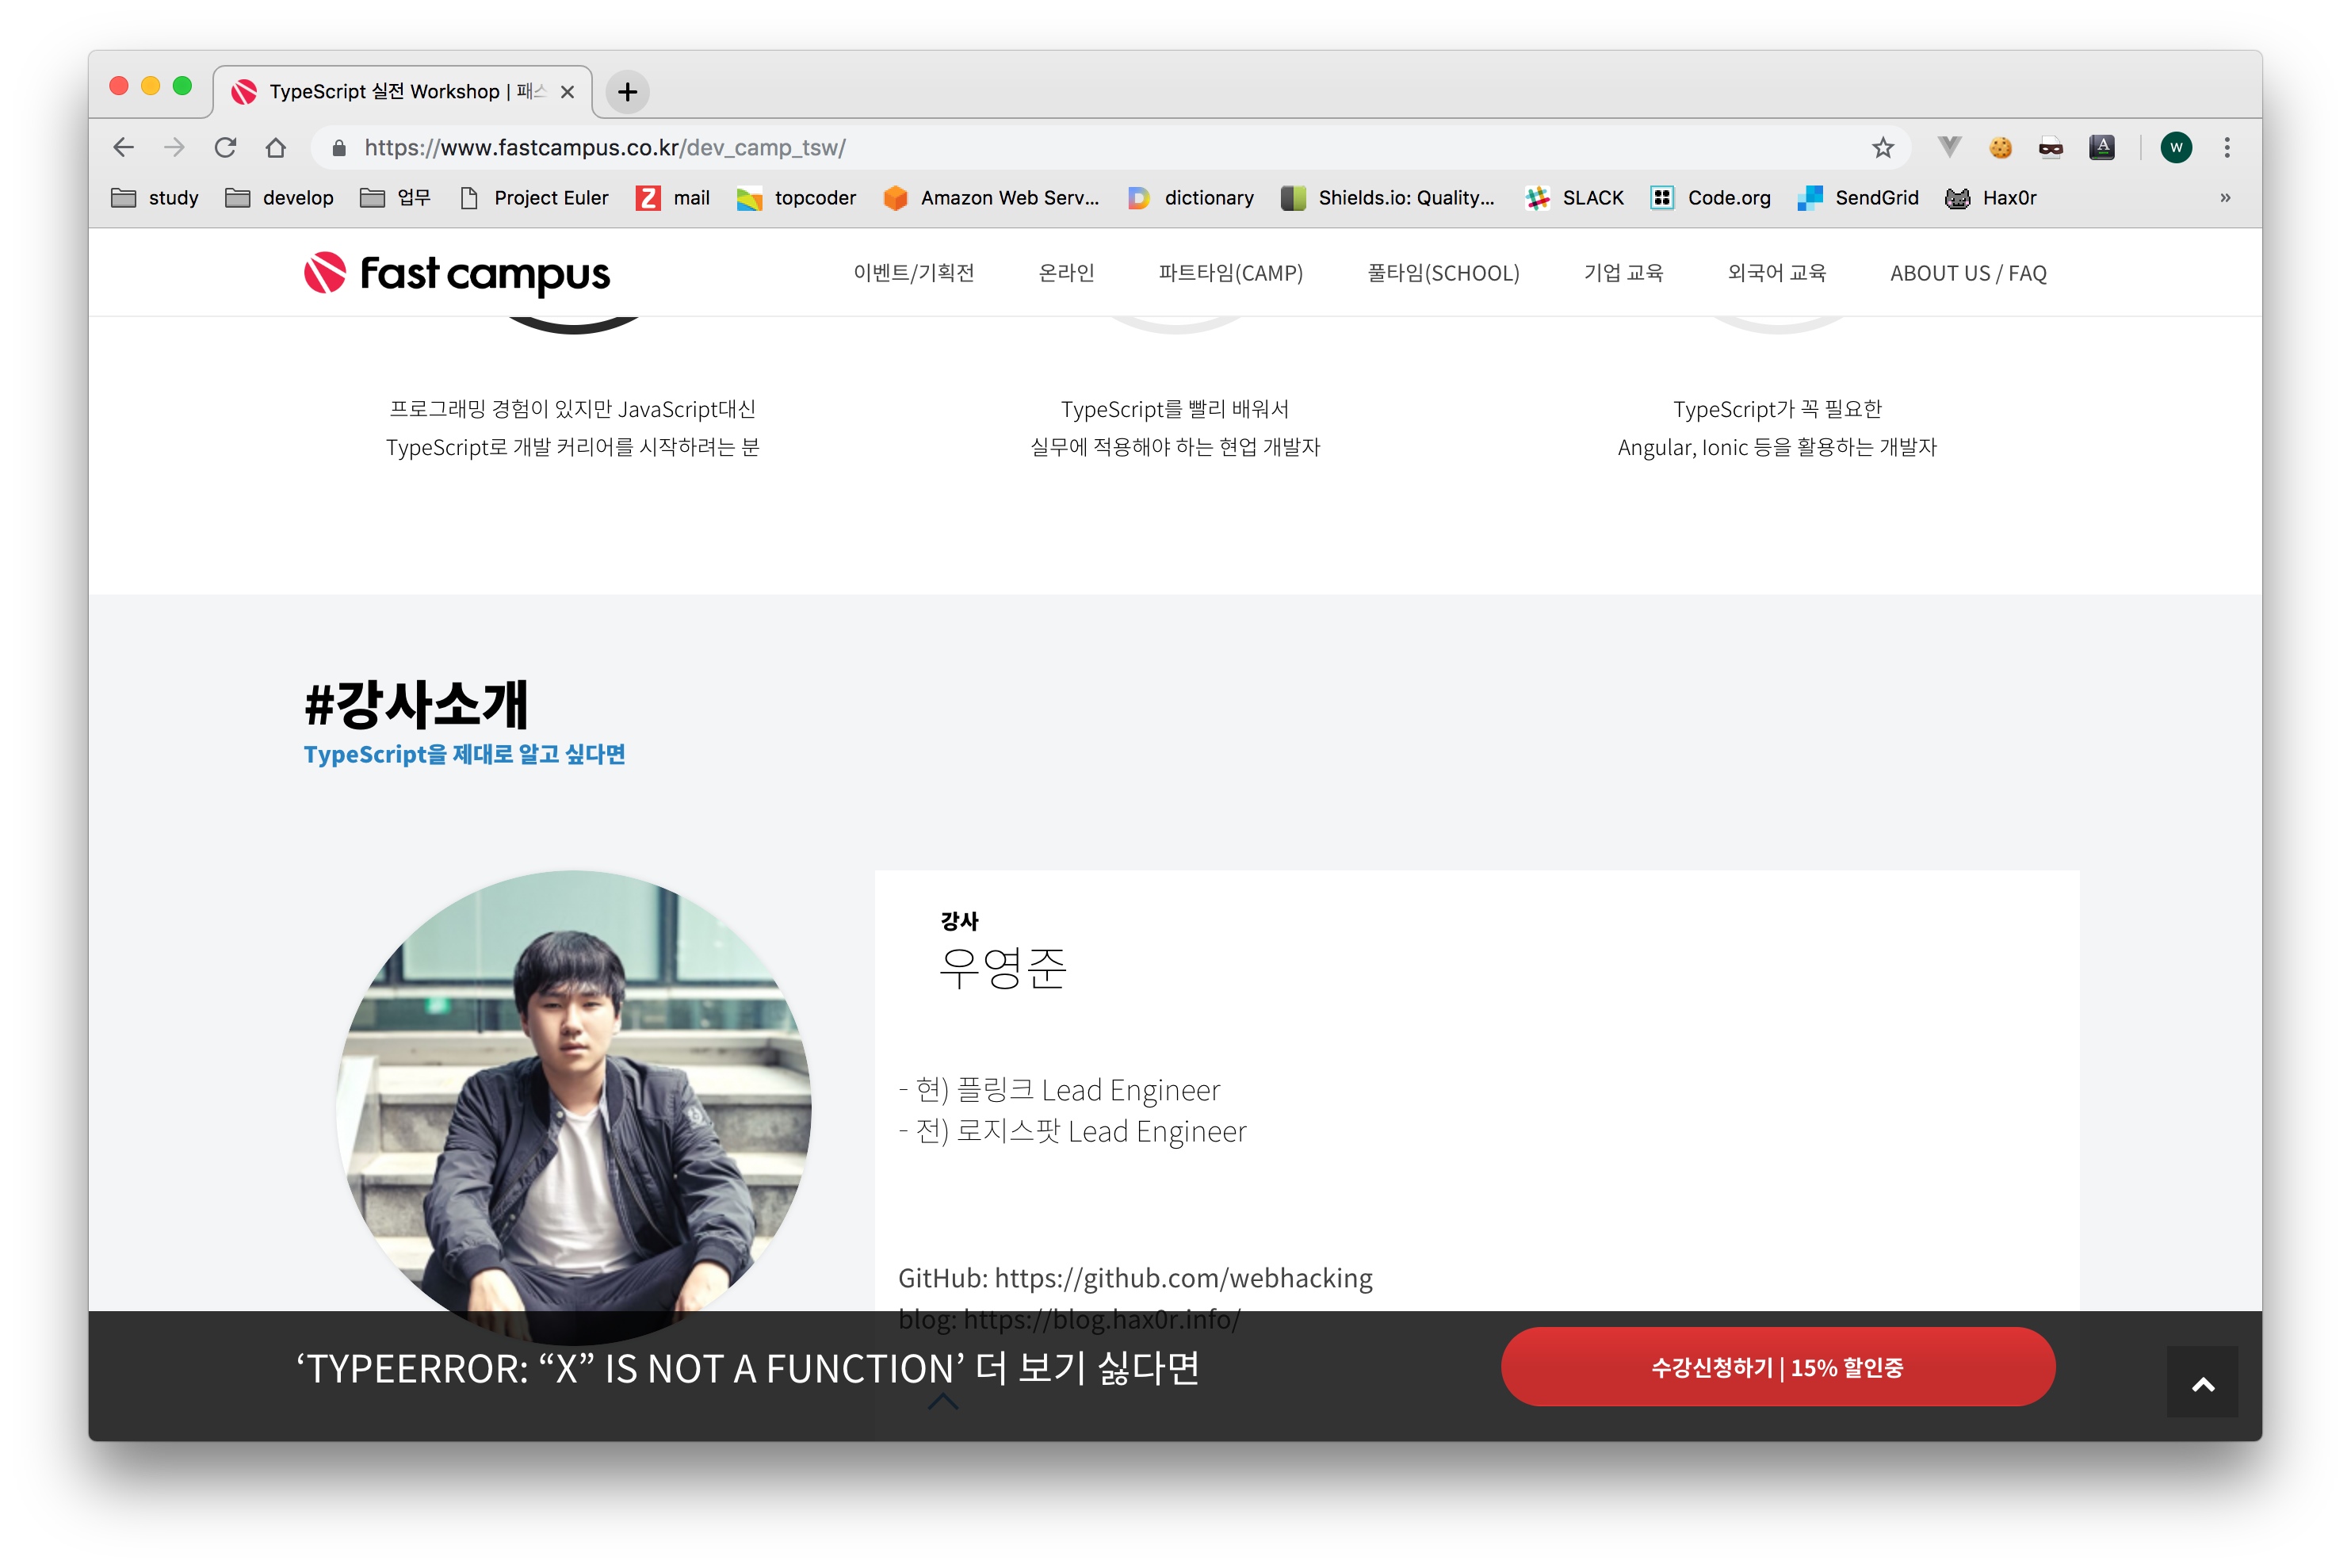 TypeScript 실전 Workshop | 패스
https://www.fastcampus.co.kr/dev_camp_tsw/
W
study
develop
업무
Project Euler
Z
mail
topcoder
Amazon Web Serv...
D
dictionary
Shields.io: Quality...
SLACK
Code.org
SendGrid
Hax0r
»
Fast campus
이벤트/기획전
온라인
파트타임(CAMP)
풀타임(SCHOOL)
기업 교육
외국어 교육
ABOUT US / FAQ
프로그래밍 경험이 있지만 JavaScript대신
TypeScript로 개발 커리어를 시작하려는 분
TypeScript를 빨리 배워서
실무에 적용해야 하는 현업 개발자
TypeScript가 꼭 필요한
Angular, Ionic 등을 활용하는 개발자
#강사소개
TypeScript을 제대로 알고 싶다면
강사
우영준
- 현) 플링크 Lead Engineer
- 전) 로지스팟 Lead Engineer
GitHub: https://github.com/webhacking
blog: https://blog.hax0r.info/
‘TYPEERROR: “X” IS NOT A FUNCTION’ 더 보기 싫다면
수강신청하기 | 15% 할인중